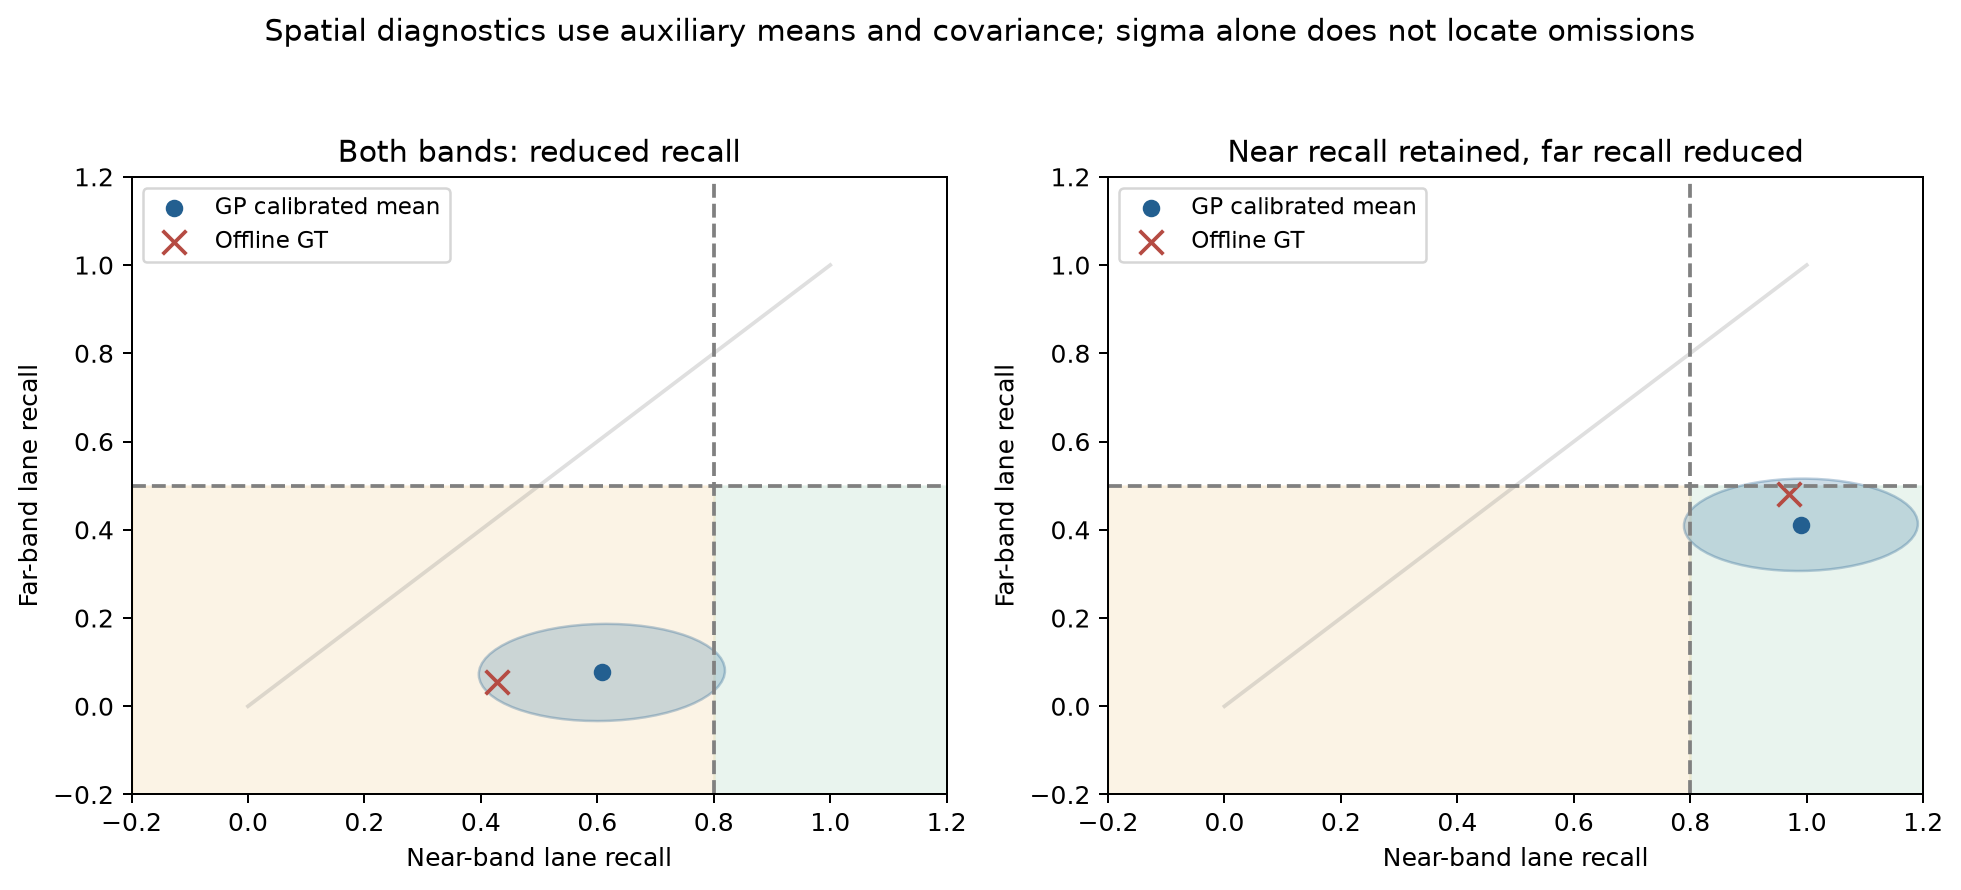 Spatial diagnostics use auxiliary means and covariance; sigma alone does not locate omissions
Both bands: reduced recall
GP calibrated mean
Offline GT
1.2
1.0
0.8
0.6
0.4
0.2
0.0
−0.2
Far-band lane recall
−0.2 0.0 0.2 0.4 0.6 0.8 1.0 1.2
Near-band lane recall
Near recall retained, far recall reduced
GP calibrated mean
Offline GT
1.2
1.0
0.8
0.6
0.4
0.2
0.0
−0.2
Far-band lane recall
−0.2 0.0 0.2 0.4 0.6 0.8 1.0 1.2
Near-band lane recall